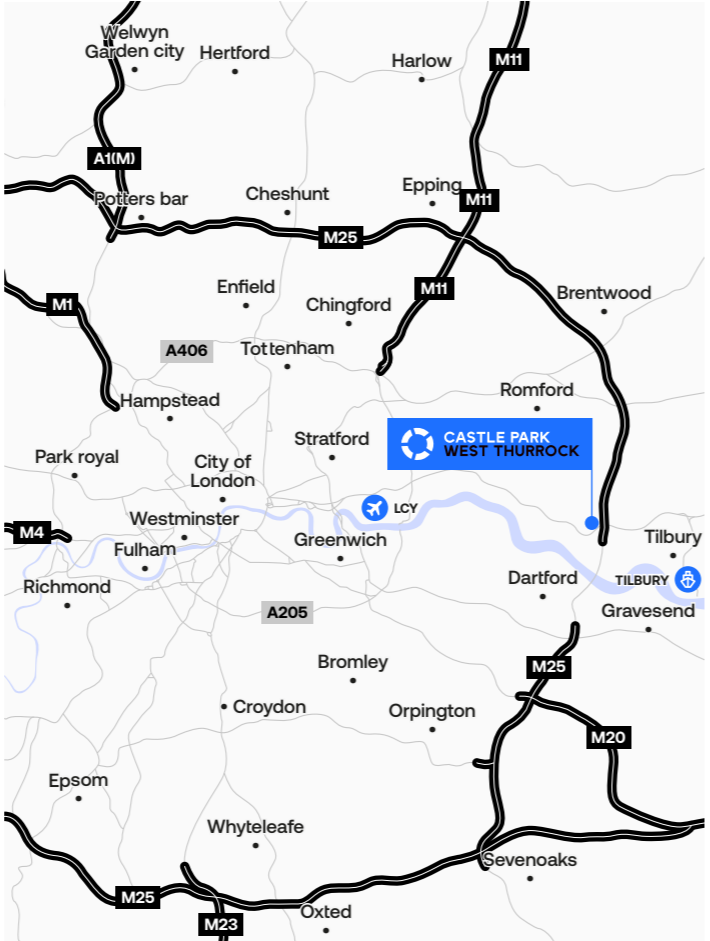 Welwyn
Garden city
Hertford
Harlow
M11
A1(M)
Potters bar
Cheshunt
Epping
M11
M25
M11
Enfield
Chingford
Brentwood
M1
A406
Tottenham
Romford
Hampstead
CASTLE PARK
WEST THURROCK
Stratford
Park royal
City of
London
LCY
Westminster
M4
Greenwich
Tilbury
Fulham
TILBURY
Richmond
Dartford
Gravesend
A205
Bromley
M25
Croydon
Orpington
M20
Epsom
Whyteleafe
Sevenoaks
M25
Oxted
M23